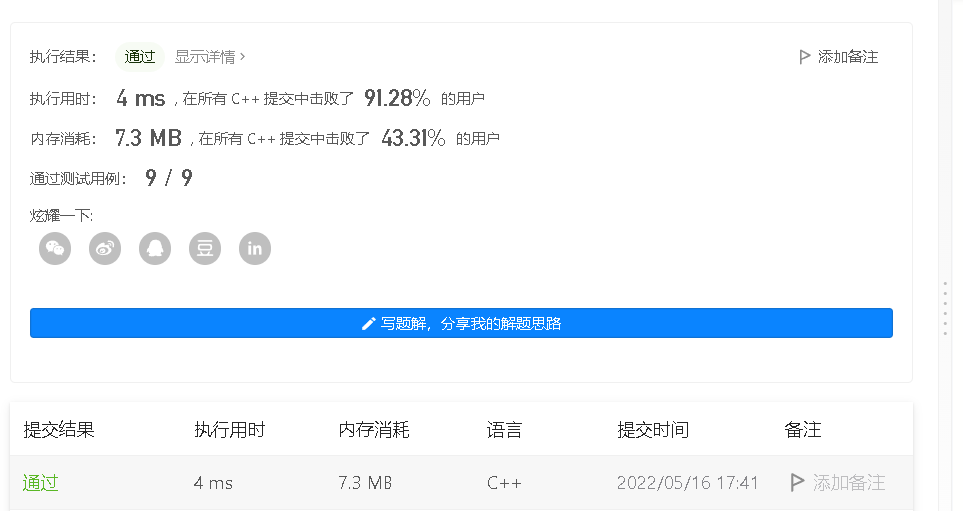 执行结果： 通过 显示详情 › 添加备注
执行用时： 4 ms , 在所有 C++ 提交中击败了 91.28% 的用户
内存消耗： 7.3 MB , 在所有 C++ 提交中击败了 43.31% 的用户
通过测试用例： 9 / 9
炫耀一下:
豆 in
写题解，分享我的解题思路
提交结果 执行用时 内存消耗 语言 提交时间 备注
通过 4 ms 7.3 MB C++ 2022/05/16 17:41 添加备注